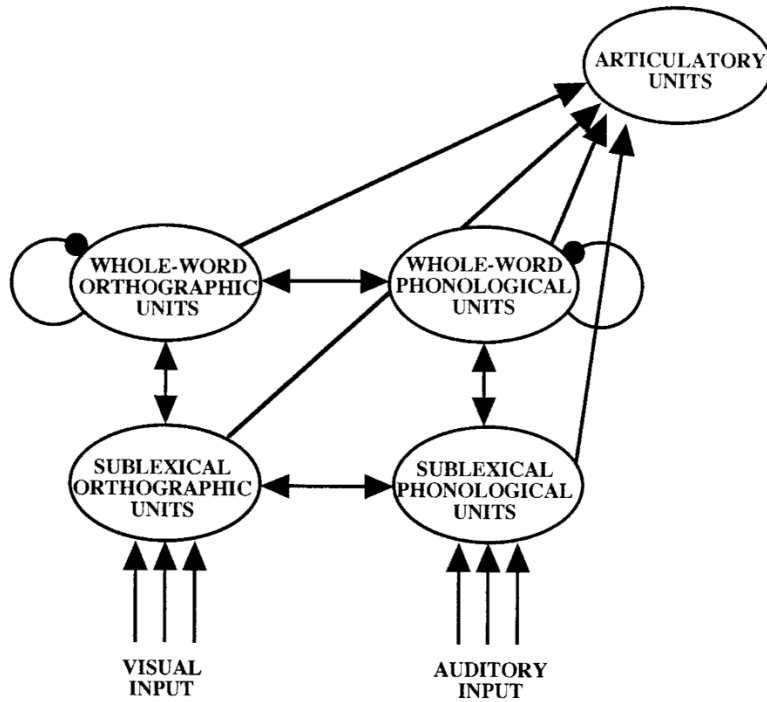 ARTICULATORY
UNITS
WHOLE-WORD
ORTHOGRAPHIC
UNITS
WHOLE-WORD
PHONOLOGICAL
UNITS
SUBLEXICAL
ORTHOGRAPHIC
UNITS
SUBLEXICAL
PHONOLOGICAL
UNITS
VISUAL
INPUT
AUDITORY
INPUT